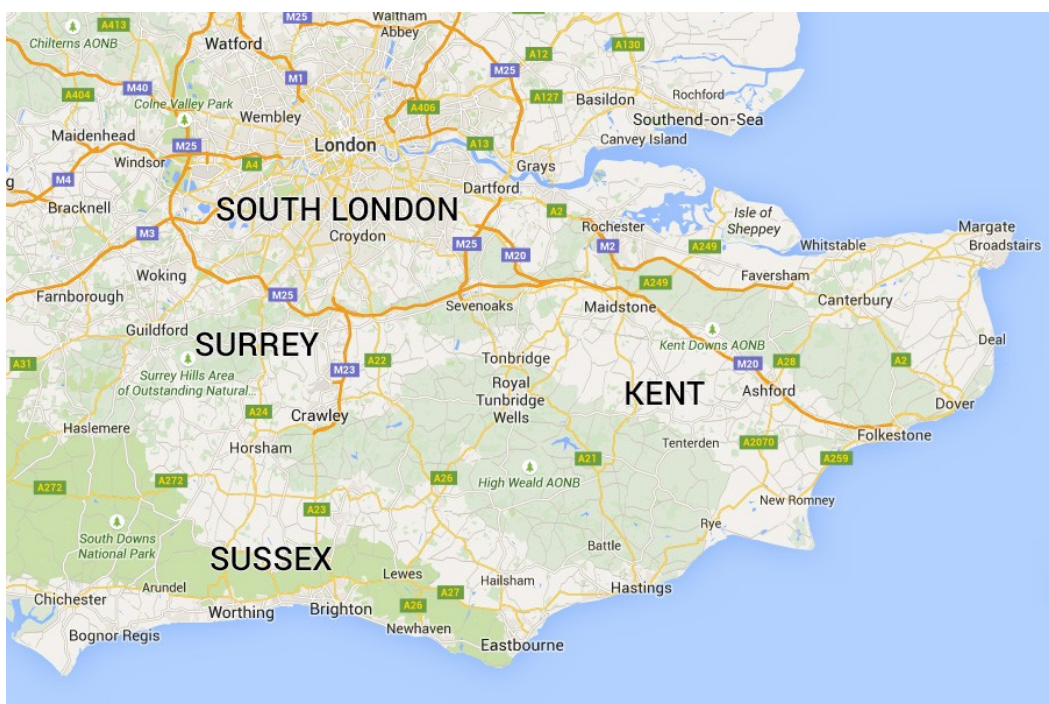 A413
M25
Waltham
Abbey
Chilterns AONB
Watford
A12
A130
M25
M1
M40
A404
Colne Valley Park
A406
A127
Basildon
Rochford
Wembley
Southend-on-Sea
Maidenhead
M25
London
A13
Canvey Island
Windsor
A4
Grays
g
M4
Dartford
Bracknell
SOUTH LONDON
A2
Isle of
Sheppey
M3
Croydon
Rochester
Margate
M25
M20
M2
A249
Whitstable
Broadstairs
Woking
Faversham
Farnborough
M25
A249
Canterbury
Sevenoaks
Maidstone
Guildford
SURREY
Kent Downs AONB
Deal
A31
A22
Tonbridge
M20
A28
A2
Surrey Hills Area
of Outstanding Natural...
M23
Royal
Tunbridge
Wells
KENT
Ashford
Dover
A24
Crawley
Haslemere
Folkestone
Horsham
Tenterden
A2070
A21
A259
A272
A272
A26
High Weald AONB
New Romney
A23
Rye
South Downs
National Park
Battle
SUSSEX
Lewes
Hailsham
Arundel
A27
Hastings
Chichester
Worthing
Brighton
A26
Newhaven
Bognor Regis
Eastbourne